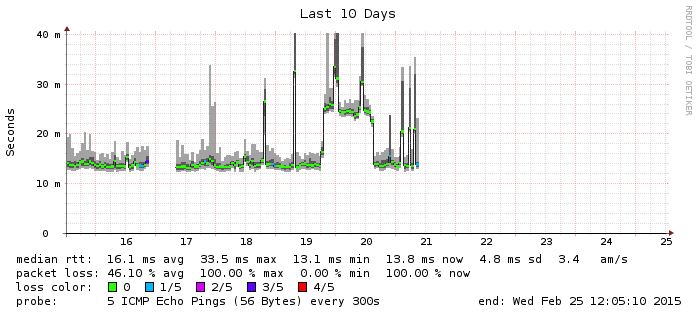 Last 10 Days
RRDTOOL / TOBI OETIKER
40 m
30 m
20 m
10 m
0
Seconds
16 17 18 19 20 21 22 23 24 25
median rtt: 16.1 ms avg 33.5 ms max 13.1 ms min 13.8 ms now 4.8 ms sd 3.4 am/s
packet loss: 46.10 % avg 100.00 % max 0.00 % min 100.00 % now
loss color: 0 1/5 2/5 3/5 4/5
probe: 5 ICMP Echo Pings (56 Bytes) every 300s end: Wed Feb 25 12:05:10 2015